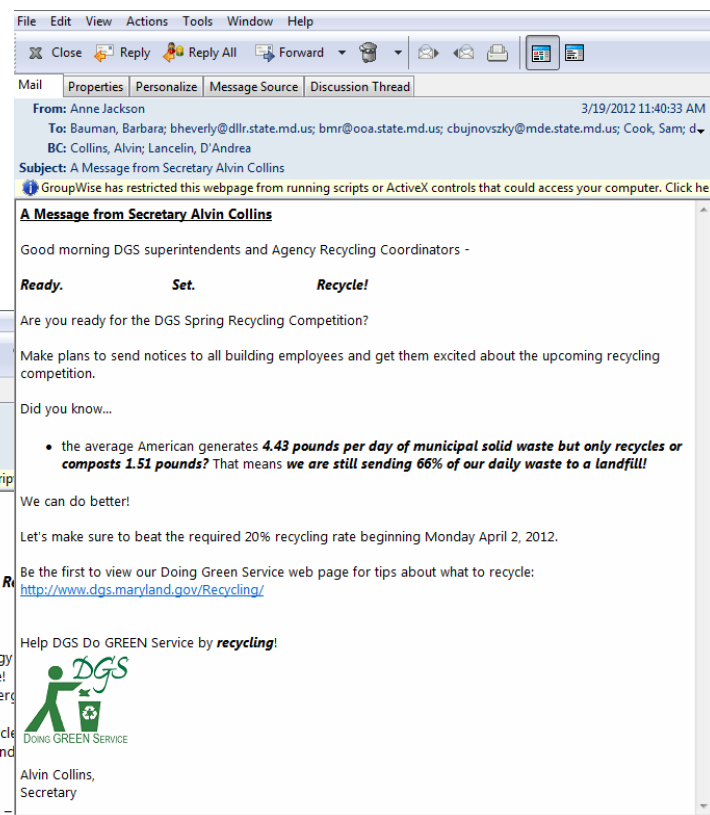 File Edit View Actions Tools Window Help
Close Reply Reply All Forward
Mail Properties Personalize Message Source Discussion Thread
From: Anne Jackson 3/19/2012 11:40:33 AM
To: Bauman, Barbara; bheverly@dllr.state.md.us; bmr@ooa.state.md.us; cbujnovszky@mde.state.md.us; Cook, Sam; d
BC: Collins, Alvin; Lancelin, D'Andrea
Subject: A Message from Secretary Alvin Collins
GroupWise has restricted this webpage from running scripts or ActiveX controls that could access your computer. Click he
A Message from Secretary Alvin Collins
Good morning DGS superintendents and Agency Recycling Coordinators -
Ready. Set. Recycle!
Are you ready for the DGS Spring Recycling Competition?
Make plans to send notices to all building employees and get them excited about the upcoming recycling
competition.
Did you know...
• the average American generates 4.43 pounds per day of municipal solid waste but only recycles or
composts 1.51 pounds? That means we are still sending 66% of our daily waste to a landfill!
We can do better!
Let's make sure to beat the required 20% recycling rate beginning Monday April 2, 2012.
Be the first to view our Doing Green Service web page for tips about what to recycle:
http://www.dgs.maryland.gov/Recycling/
Help DGS Do GREEN Service by recycling!
DGS
DOING GREEN SERVICE
Alvin Collins,
Secretary